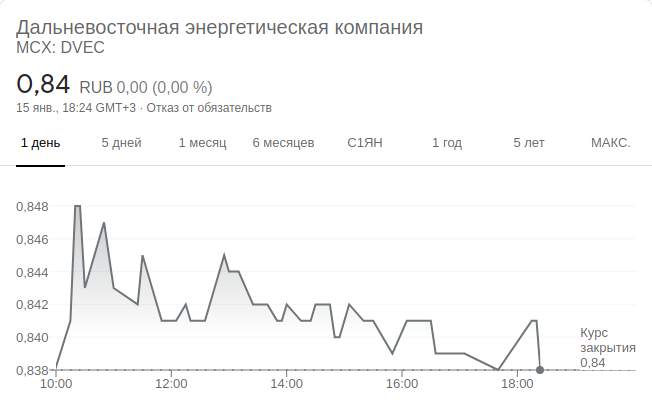 Дальневосточная энергетическая компания
MCX: DVEC
0,84 RUB 0,00 (0,00 %)
15 янв., 18:24 GMT+3 · Отказ от обязательств
1 день 5 дней 1 месяц 6 месяцев С1ЯН 1 год 5 лет МАКС.
0,848
0,846
0,844
0,842
0,840
0,838
Курс
закрытия
0,84
10:00 12:00 14:00 16:00 18:00